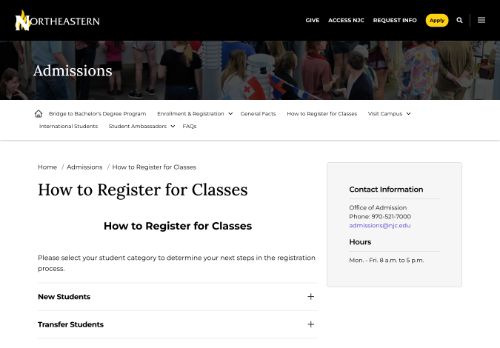 NORTHEASTERN
GIVE ACCESS NJC REQUEST INFO Apply
Admissions
Bridge to Bachelor's Degree Program Enrollment & Registration General Facts How to Register for Classes Visit Campus
International Students Student Ambassadors FAQs
Home / Admissions / How to Register for Classes
How to Register for Classes
How to Register for Classes
Please select your student category to determine your next steps in the registration
process.
New Students
Transfer Students
Contact Information
Office of Admission
Phone: 970-521-7000
admissions@njc.edu
Hours
Mon. - Fri. 8 a.m. to 5 p.m.